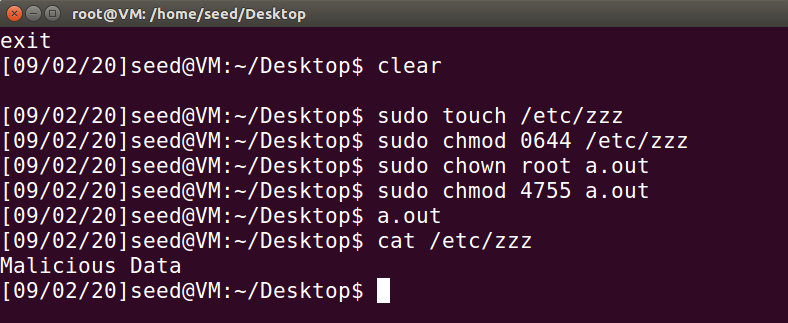 root@VM: /home/seed/Desktop
exit
[09/02/20]seed@VM:~/Desktop$ clear
[09/02/20]seed@VM:~/Desktop$ sudo touch /etc/zzz
[09/02/20]seed@VM:~/Desktop$ sudo chmod 0644 /etc/zzz
[09/02/20]seed@VM:~/Desktop$ sudo chown root a.out
[09/02/20]seed@VM:~/Desktop$ sudo chmod 4755 a.out
[09/02/20]seed@VM:~/Desktop$ a.out
[09/02/20]seed@VM:~/Desktop$ cat /etc/zzz
Malicious Data
[09/02/20]seed@VM:~/Desktop$